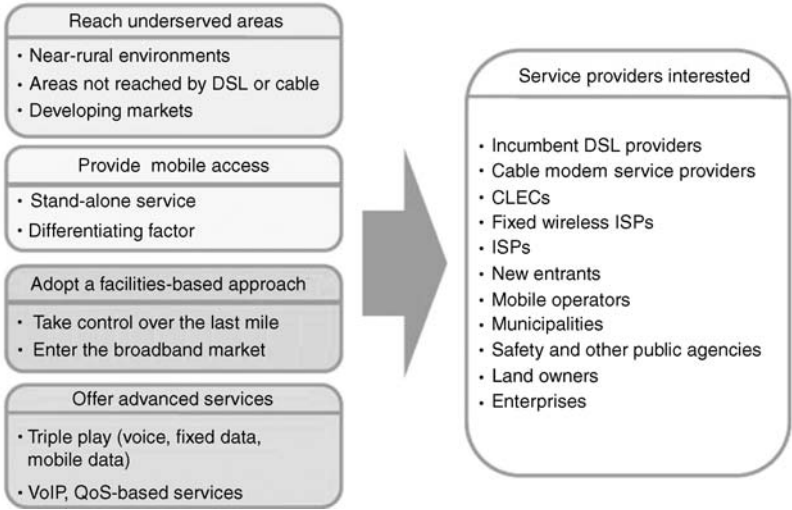 Reach underserved areas
• Near-rural environments
• Areas not reached by DSL or cable
• Developing markets
Provide mobile access
• Stand-alone service
• Differentiating factor
Adopt a facilities-based approach
• Take control over the last mile
• Enter the broadband market
Offer advanced services
• Triple play (voice, fixed data,
mobile data)
• VoIP, QoS-based services
Service providers interested
• Incumbent DSL providers
• Cable modem service providers
• CLECs
• Fixed wireless ISPs
• ISPs
• New entrants
• Mobile operators
• Municipalities
• Safety and other public agencies
• Land owners
• Enterprises